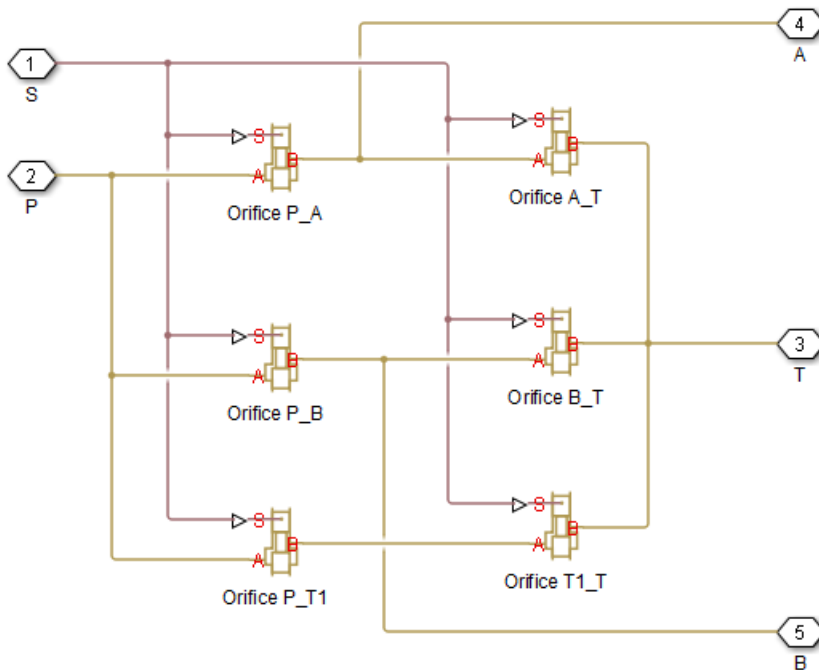 4
A
1
S
S
B
A
Orifice P_A
S
B
A
Orifice A_T
2
P
S
B
A
Orifice P_B
S
B
A
Orifice B_T
3
T
S
B
A
Orifice P_T1
S
B
A
Orifice T1_T
5
B